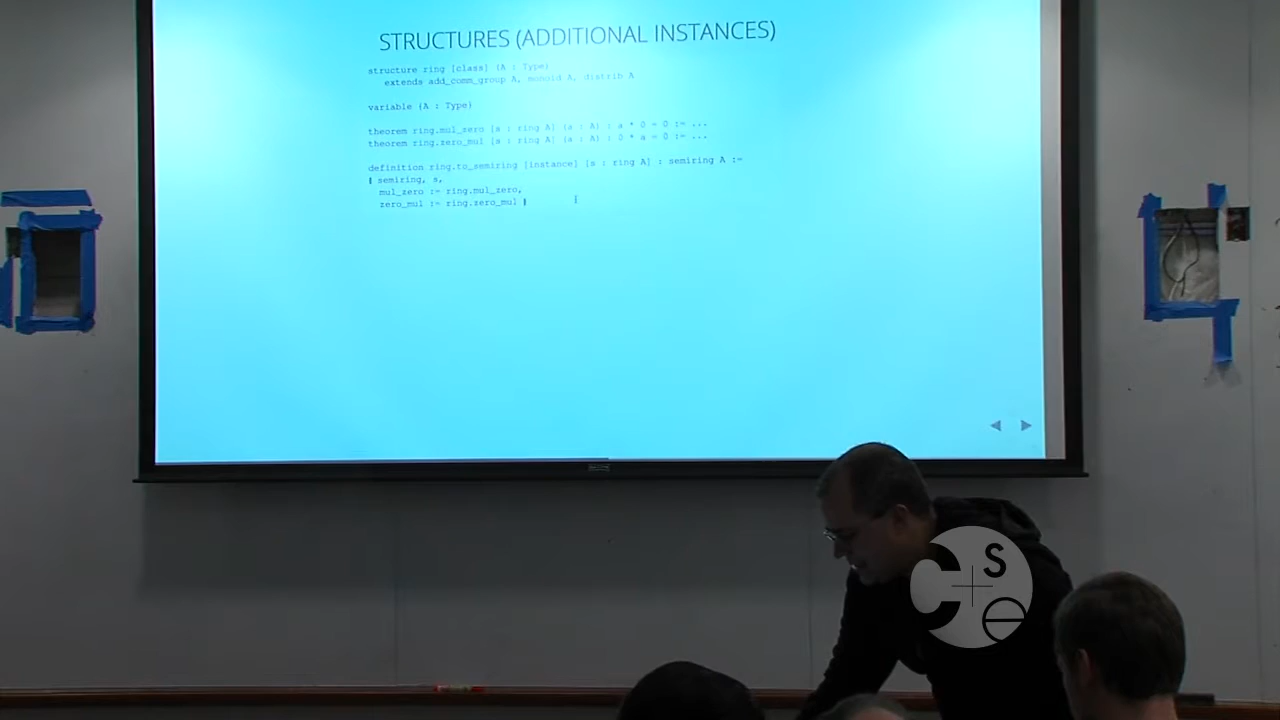 STRUCTURES (ADDITIONAL INSTANCES)
structure ring [class] (A : Type)
extends add_comm_group A, monoid A, distrib A
variable {A : Type}
theorem ring.mul_zero [s : ring A] (a : A) : a * 0 = 0 := ...
theorem ring.zero_mul [s : ring A] (a : A) : 0 * a = 0 := ...
definition ring.to_semiring [instance] [s : ring A] : semiring A :=
⦃ semiring, s,
mul_zero := ring.mul_zero,
zero_mul := ring.zero_mul ⦄
C S e